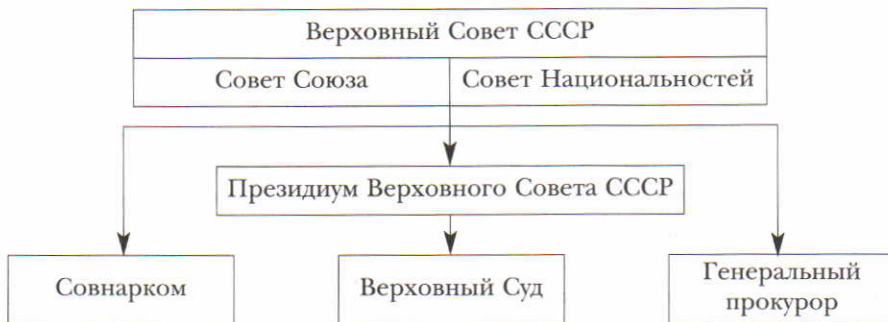 Верховный Совет СССР
Совет Союза
Совет Национальностей
Президиум Верховного Совета СССР
Совнарком
Верховный Суд
Генеральный
прокурор